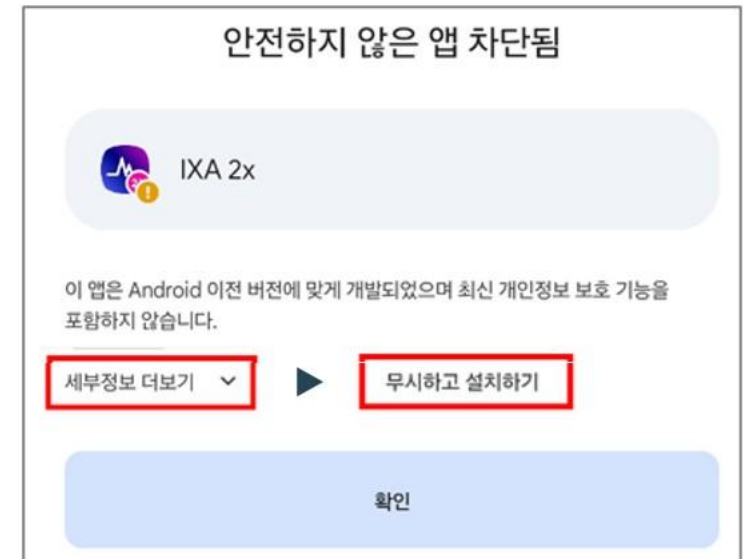 안전하지 않은 앱 차단됨
IXA 2x
이 앱은 Android 이전 버전에 맞게 개발되었으며 최신 개인정보 보호 기능을
포함하지 않습니다.
세부정보 더보기
무시하고 설치하기
확인